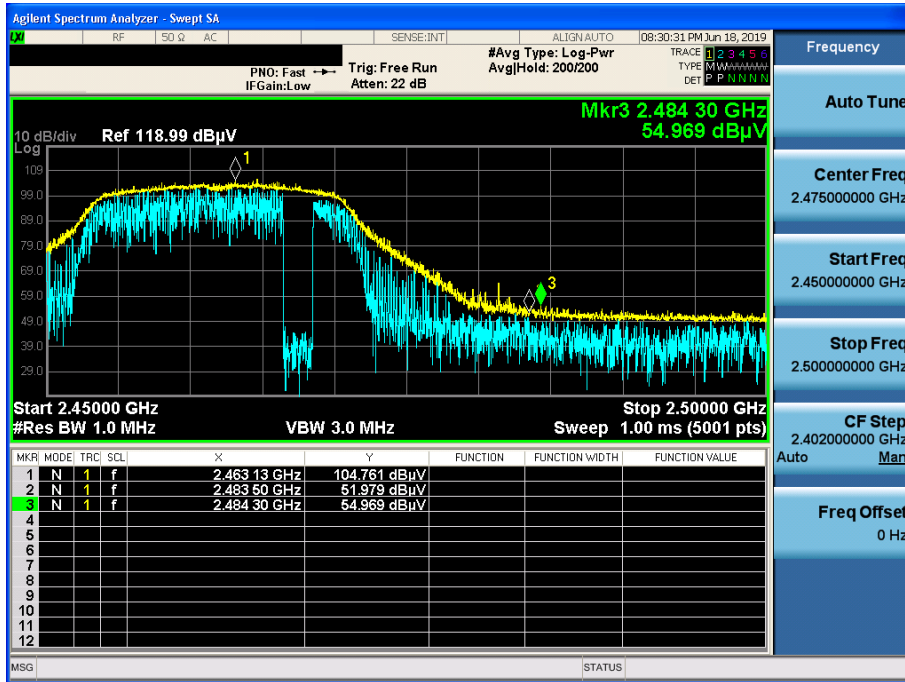 Agilent Spectrum Analyzer - Swept SA
LXI RF 50 Ω AC SENSE:INT ALIGN AUTO 08:30:31 PM Jun 18, 2019
PNO: Fast Trig: Free Run #Avg Type: Log-Pwr TRACE 1 2 3 4 5 6
IFGain:Low Atten: 22 dB Avg|Hold: 200/200 TYPE M W
DET P P N N N N
Frequency
Auto Tune
Center Freq
2.475000000 GHz
Start Freq
2.450000000 GHz
Stop Freq
2.500000000 GHz
CF Step
2.402000000 GHz
Auto Man
Freq Offset
0 Hz
Mkr3 2.484 30 GHz
54.969 dBµV
10 dB/div Ref 118.99 dBµV
Log
109
99.0
89.0
79.0
69.0
59.0
49.0
39.0
29.0
1
3
Start 2.45000 GHz Stop 2.50000 GHz
#Res BW 1.0 MHz VBW 3.0 MHz Sweep 1.00 ms (5001 pts)
MKR MODE TRC SCL X Y FUNCTION FUNCTION WIDTH FUNCTION VALUE
1 N 1 f 2.463 13 GHz 104.761 dBµV
2 N 1 f 2.483 50 GHz 51.979 dBµV
3 N 1 f 2.484 30 GHz 54.969 dBµV
4
5
6
7
8
9
10
11
12
MSG STATUS